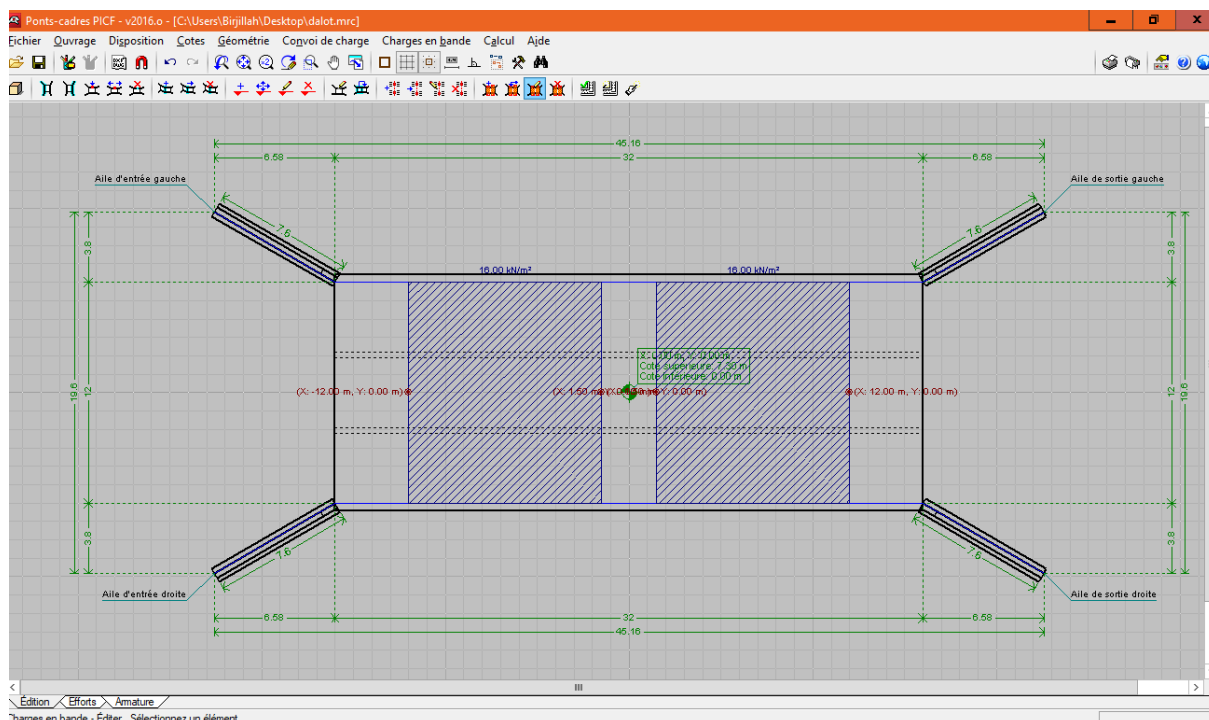 Ponts-cadres PICF - v2016.o - [C:\Users\Birjillah\Desktop\dalot.mrc]
Fichier Ouvrage Disposition Cotes Géométrie Convoi de charge Charges en bande Calcul Aide
45.16
6.58 32 6.58
Aile d'entrée gauche
Aile de sortie gauche
7.6
7.6
3.8
3.8
16.00 kN/m²
16.00 kN/m²
Cote supérieure: 7.30 m
Cote inférieure: 0.00 m
19.6
12
(X: -12.00 m, Y: 0.00 m)
(X: 12.00 m, Y: 0.00 m)
12
19.6
3.8
3.8
7.6
7.6
Aile d'entrée droite
Aile de sortie droite
6.58 32 6.58
45.16
Édition Efforts Armature
Charges en bande - Éditer Sélectionnez un élément